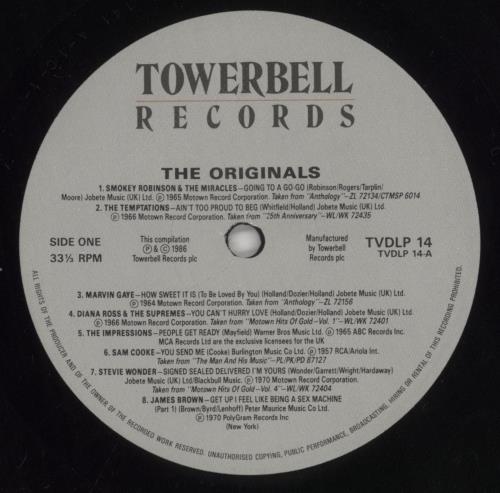 TOWERBELL
RECORDS
THE ORIGINALS
1. SMOKEY ROBINSON & THE MIRACLES—GOING TO A GO-GO (Robinson/Rogers/Tarplin/
Moore) Jobete Music (UK) Ltd. Ⓟ 1965 Motown Record Corporation. Taken from "Anthology"—ZL 72134/CTMSP 6014
2. THE TEMPTATIONS—AIN'T TOO PROUD TO BEG (Whitfield/Holland) Jobete Music (UK) Ltd.
Ⓟ 1966 Motown Record Corporation. Taken from "25th Anniversary"—WL/WK 72435
SIDE ONE
33⅓ RPM
This compilation
Ⓟ & © 1986
Towerbell Records plc
Manufactured
by Towerbell
Records plc
TVDLP 14
TVDLP 14-A
3. MARVIN GAYE—HOW SWEET IT IS (To Be Loved By You) (Holland/Dozier/Holland) Jobete Music (UK) Ltd.
Ⓟ 1964 Motown Record Corporation. Taken from "Anthology"—ZL 72156
4. DIANA ROSS & THE SUPREMES—YOU CAN'T HURRY LOVE (Holland/Dozier/Holland) Jobete Music (UK) Ltd.
Ⓟ 1966 Motown Record Corporation. Taken from "Motown Hits Of Gold—Vol. 1"—WL/WK 72401
5. THE IMPRESSIONS—PEOPLE GET READY (Mayfield) Warner Bros Music Ltd. Ⓟ 1965 ABC Records Inc.
MCA Records Ltd are the exclusive licensees for the UK
6. SAM COOKE—YOU SEND ME (Cooke) Burlington Music Co Ltd. Ⓟ 1957 RCA/Ariola Int.
Taken from "The Man And His Music"—PL/PK/PD 87127
7. STEVIE WONDER—SIGNED SEALED DELIVERED I'M YOURS (Wonder/Garrett/Wright/Hardaway)
Jobete Music (UK) Ltd/Blackbull Music. Ⓟ 1970 Motown Record Corporation.
Taken from "Motown Hits Of Gold—Vol. 4"—WL/WK 72404
8. JAMES BROWN—GET UP I FEEL LIKE BEING A SEX MACHINE
(Part 1) (Brown/Byrd/Lenhoff) Peter Maurice Music Co Ltd.
Ⓟ 1970 PolyGram Records Inc
(New York)
ALL RIGHTS OF THE PRODUCER AND OF THE OWNER OF THE RECORDED WORK RESERVED. UNAUTHORISED COPYING, PUBLIC PERFORMANCE, BROADCASTING, HIRING OR RENTAL OF THIS RECORDING PROHIBITED.